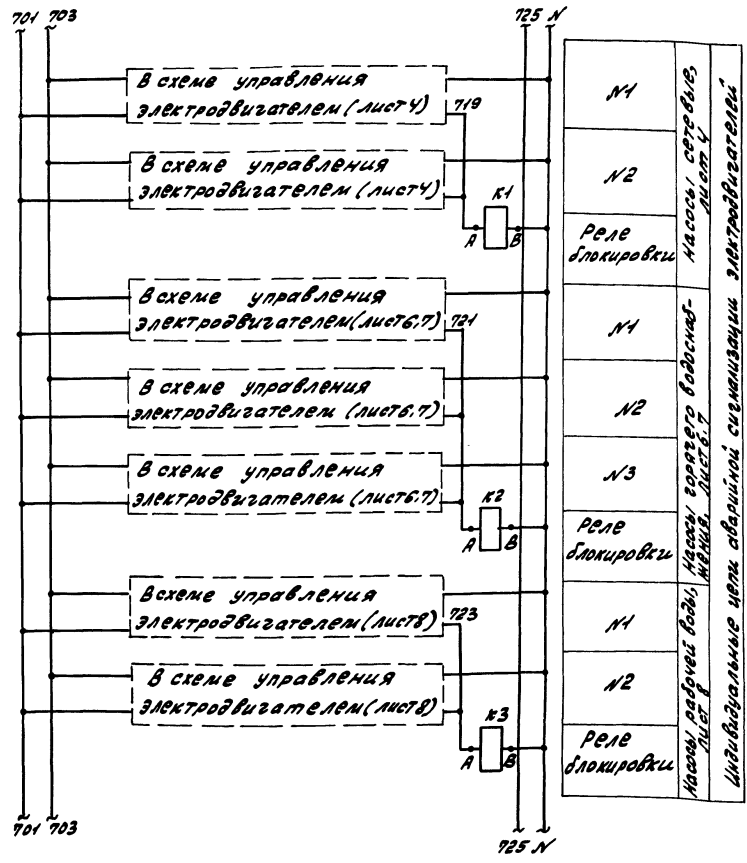 701 703
725 N
В схеме управления
электродвигателем (лист 4)
719
В схеме управления
электродвигателем (лист 4)
К1
А
В
В схеме управления
электродвигателем (лист 6,7)
721
В схеме управления
электродвигателем (лист 6,7)
В схеме управления
электродвигателем (лист 6,7)
К2
А
В
В схеме управления
электродвигателем (лист 8)
723
В схеме управления
электродвигателем (лист 8)
К3
А
В
701 703
725 N
N1
N2
Реле
блокировки
N1
N2
N3
Реле
блокировки
N1
N2
Реле
блокировки
Насосы сетевые,
лист 4
Насосы горячего водоснаб-
жения, лист 6,7
Насосы рабочей воды,
лист 8
Индивидуальные цепи аварийной сигнализации электродвигателей